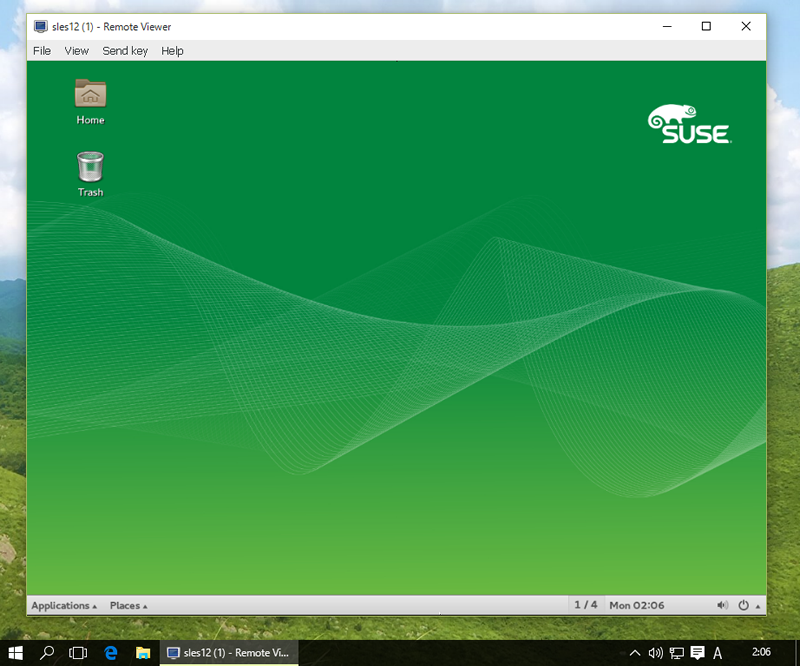 sles12 (1) - Remote Viewer
File View Send key Help
Home
SUSE
Trash
Applications Places 1 / 4 Mon 02:06
sles12 (1) - Remote Vi... A 2:06